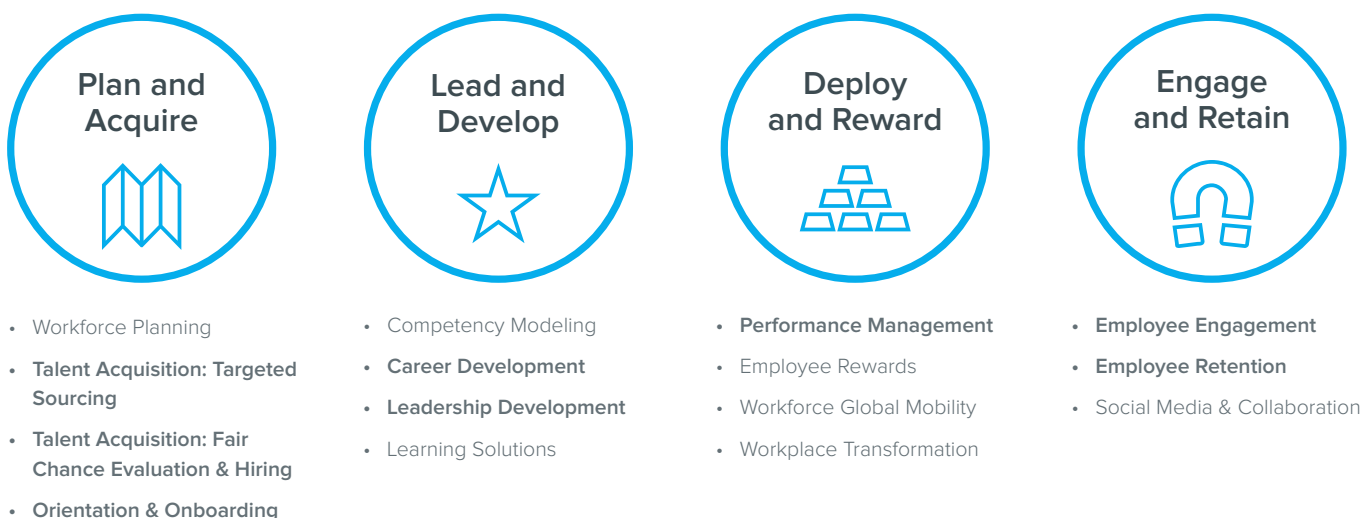 Plan and
Acquire
• Workforce Planning
• Talent Acquisition: Targeted
Sourcing
• Talent Acquisition: Fair
Chance Evaluation & Hiring
• Orientation & Onboarding
Lead and
Develop
• Competency Modeling
• Career Development
• Leadership Development
• Learning Solutions
Deploy
and Reward
• Performance Management
• Employee Rewards
• Workforce Global Mobility
• Workplace Transformation
Engage
and Retain
• Employee Engagement
• Employee Retention
• Social Media & Collaboration